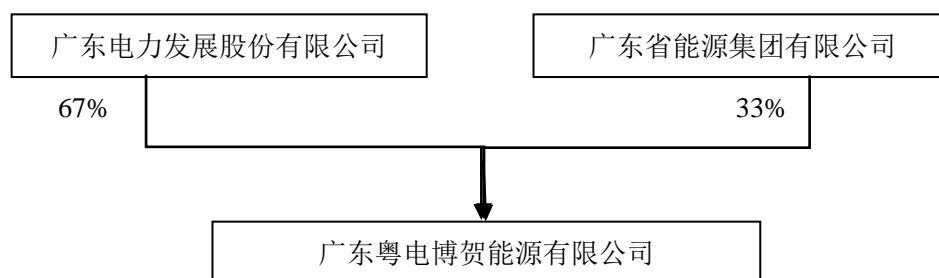 广东电力发展股份有限公司
广东省能源集团有限公司
67%
33%
广东粤电博贺能源有限公司